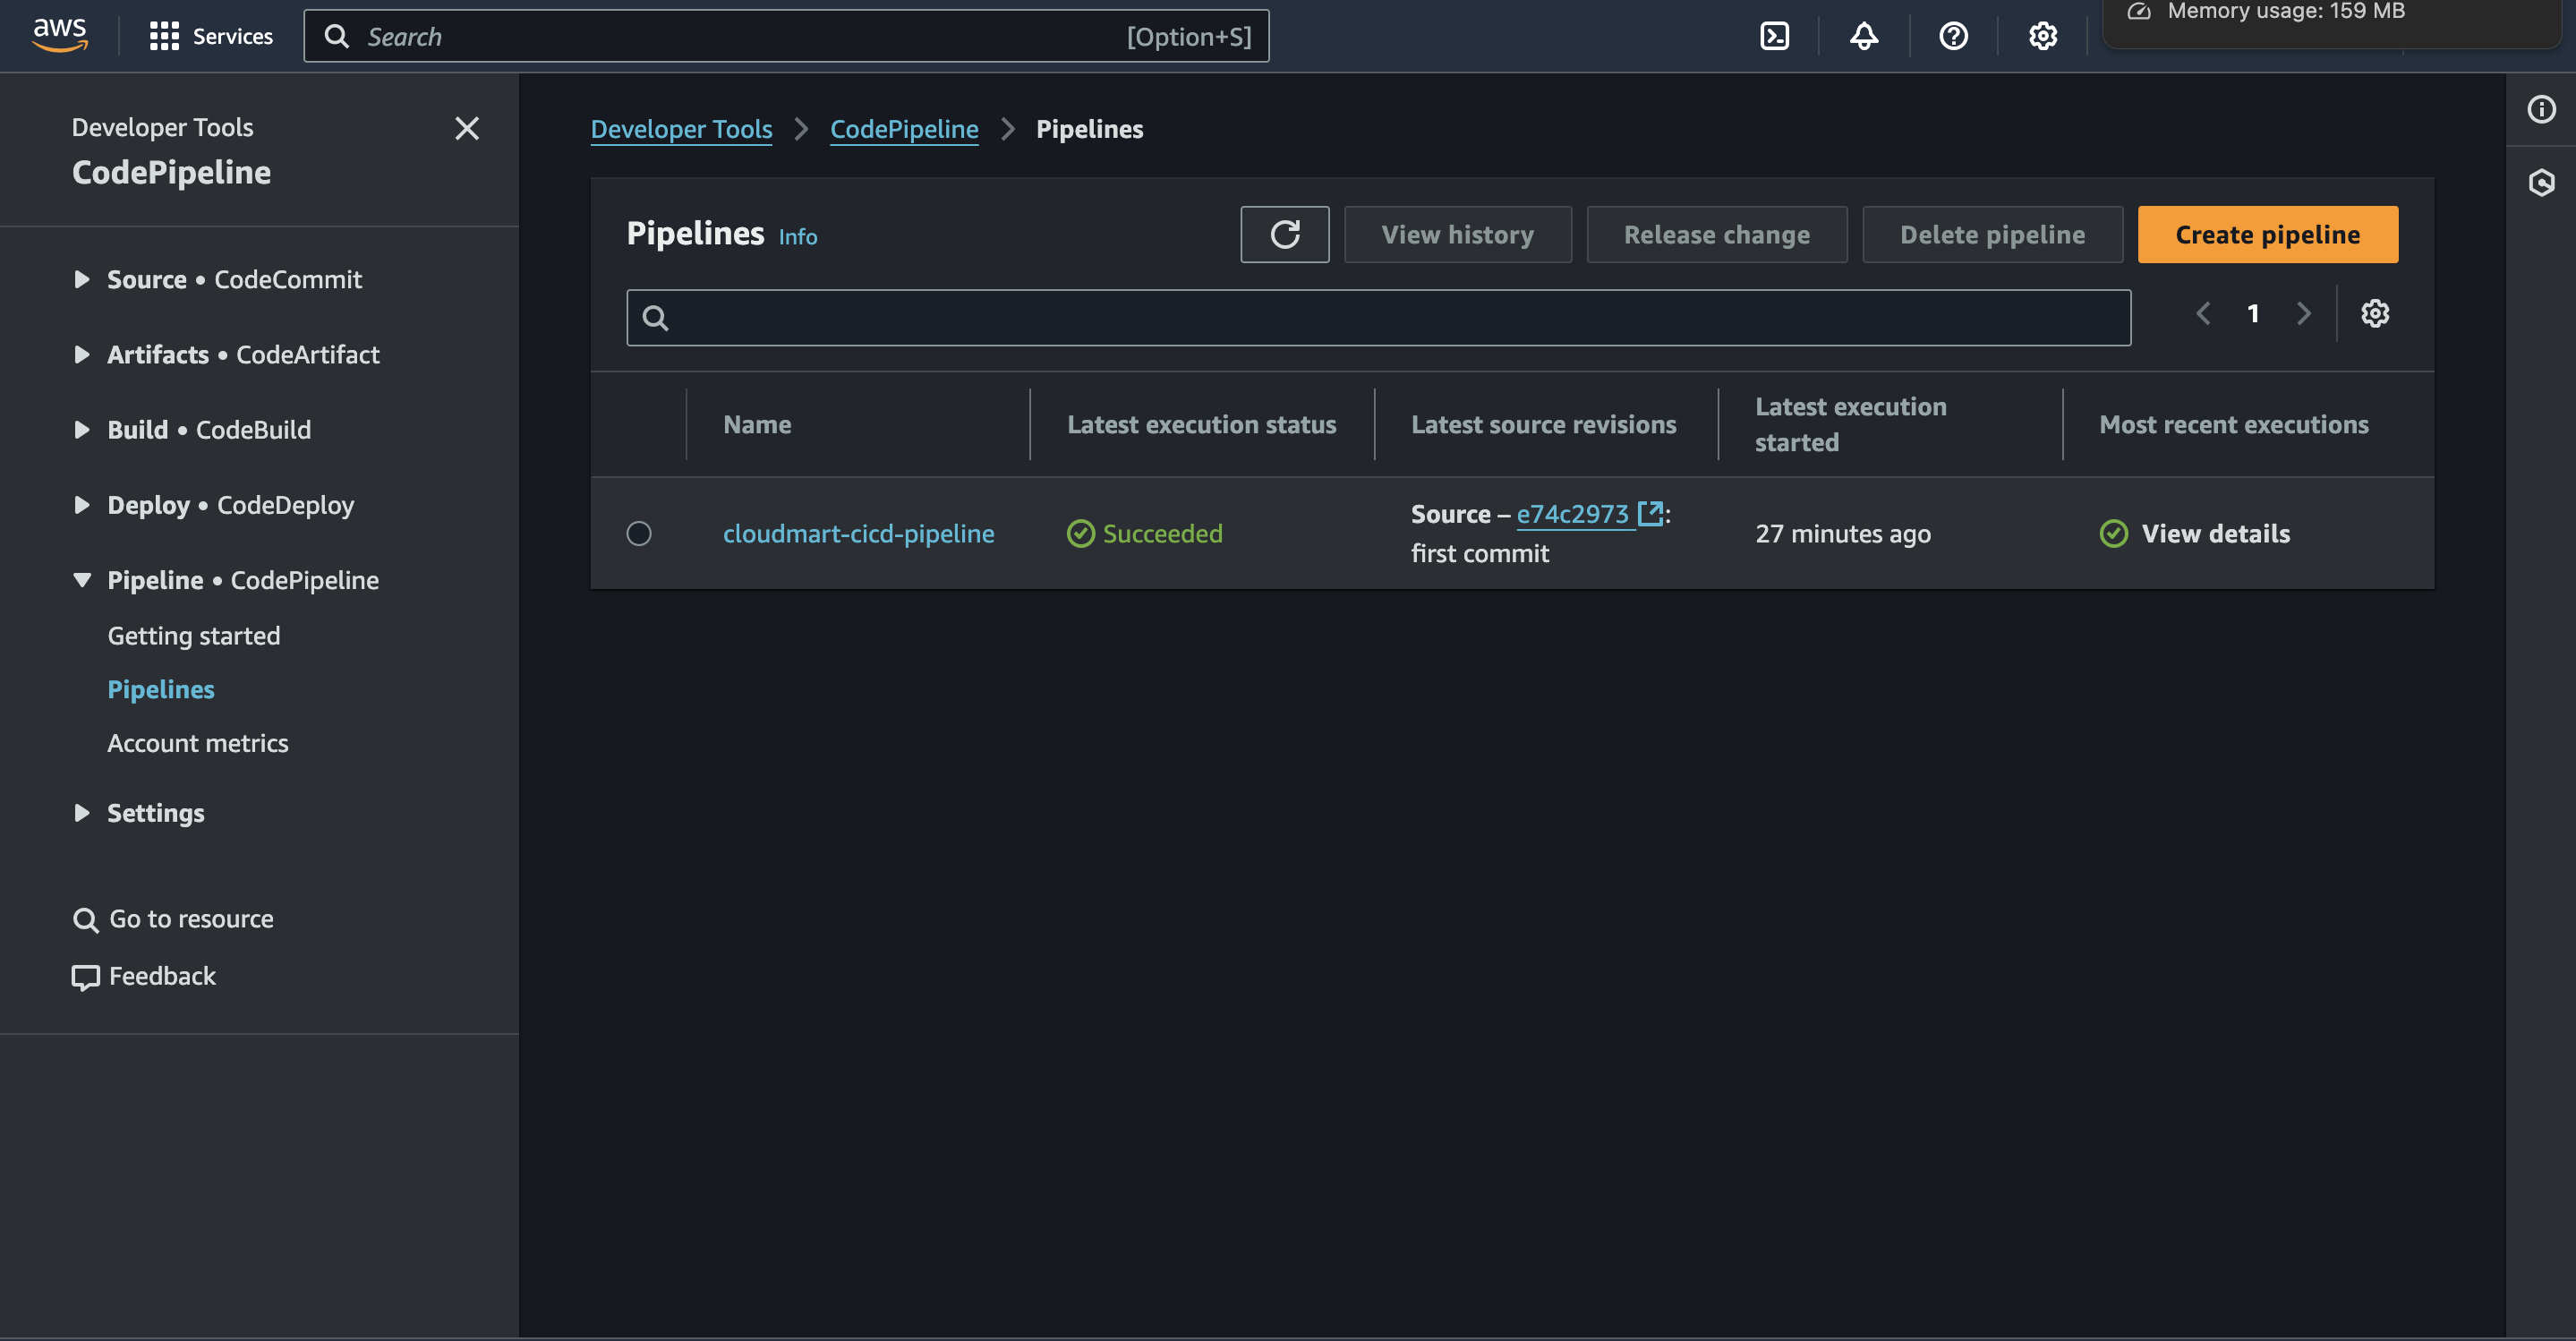 aws
Services
Search
[Option+S]
Memory usage: 159 MB
Developer Tools
CodePipeline
Source • CodeCommit
Artifacts • CodeArtifact
Build • CodeBuild
Deploy • CodeDeploy
Pipeline • CodePipeline
Getting started
Pipelines
Account metrics
Settings
Go to resource
Feedback
Developer Tools
CodePipeline
Pipelines
Pipelines Info
View history
Release change
Delete pipeline
Create pipeline
1
Name
Latest execution status
Latest source revisions
Latest execution
started
Most recent executions
cloudmart-cicd-pipeline
Succeeded
Source – e74c2973 :
first commit
27 minutes ago
View details